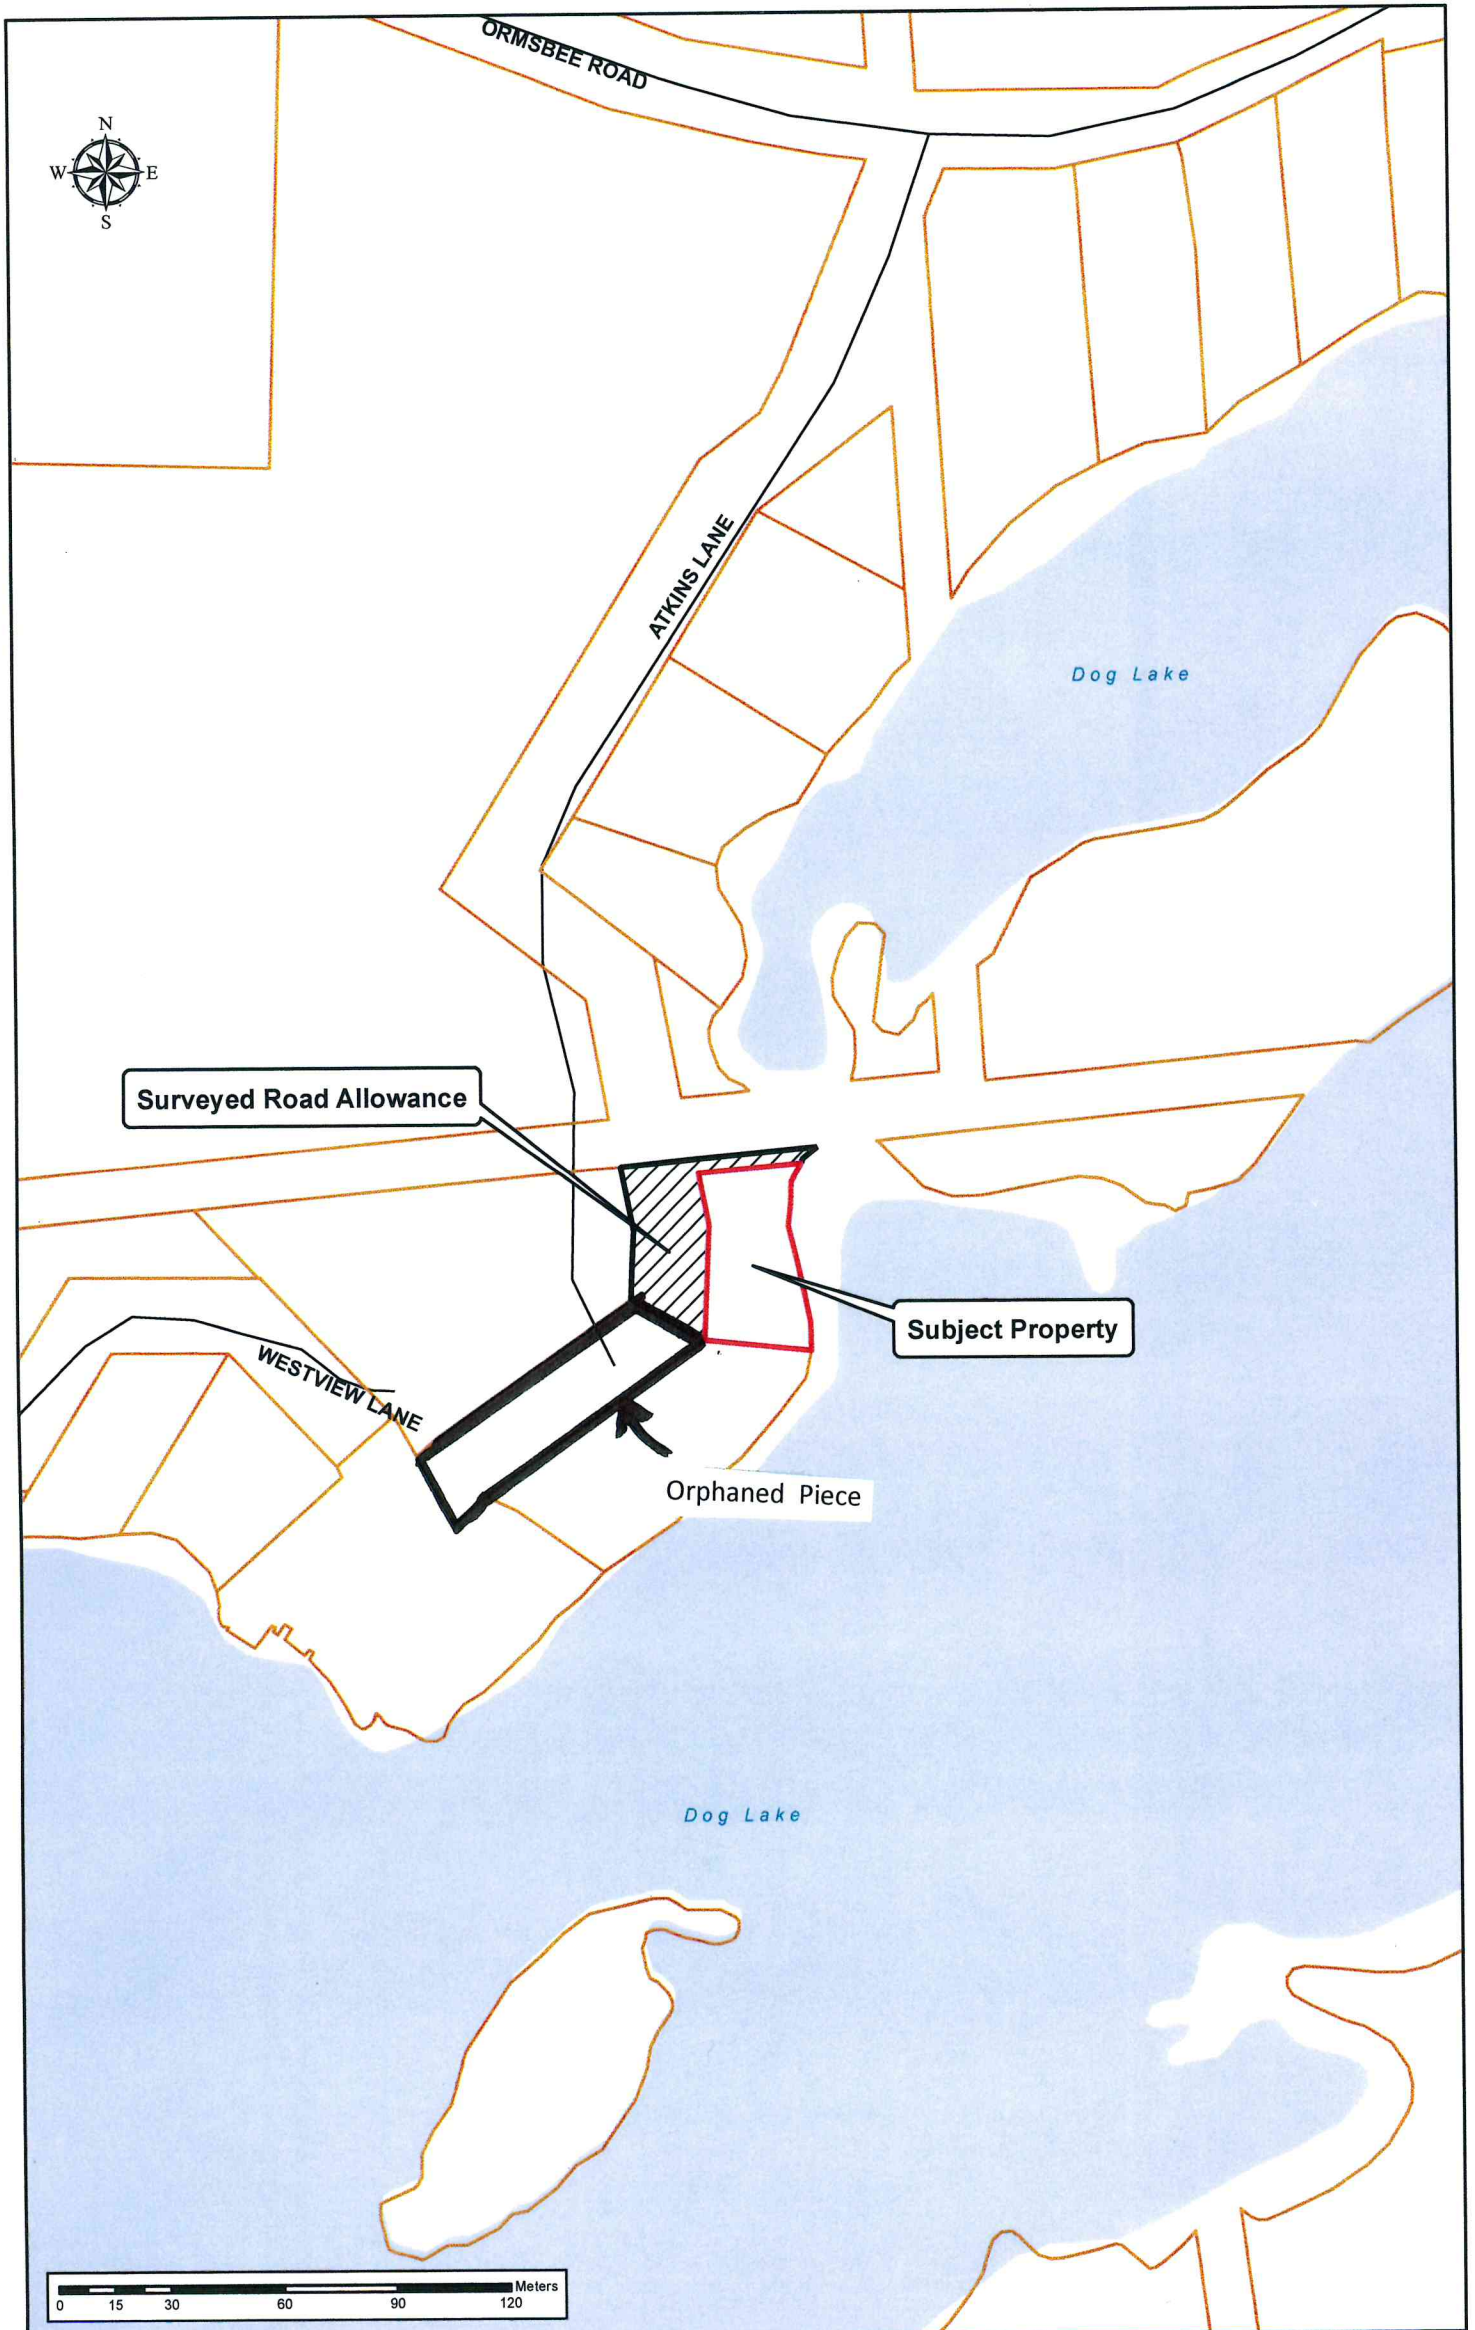 ORMSBEE ROAD
N
W E
S
ATKINS LANE
Dog Lake
Surveyed Road Allowance
Subject Property
WESTVIEW LANE
Orphaned Piece
Dog Lake
Meters
0 15 30 60 90 120